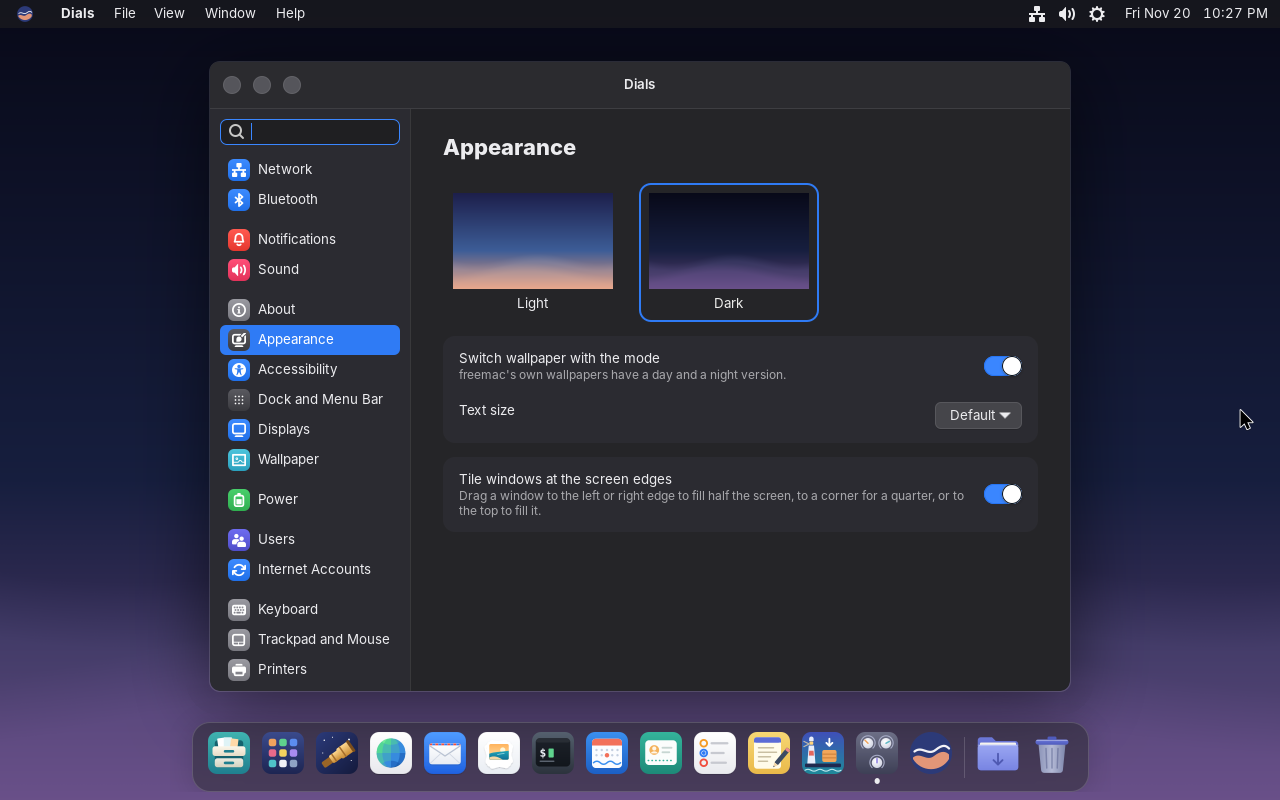 Dials File View Window Help Fri Nov 20 10:27 PM
Dials
Network
Bluetooth
Notifications
Sound
About
Appearance
Accessibility
Dock and Menu Bar
Displays
Wallpaper
Power
Users
Internet Accounts
Keyboard
Trackpad and Mouse
Printers
Appearance
Light Dark
Switch wallpaper with the mode
freemac's own wallpapers have a day and a night version.
Text size Default
Tile windows at the screen edges
Drag a window to the left or right edge to fill half the screen, to a corner for a quarter, or to
the top to fill it.
$